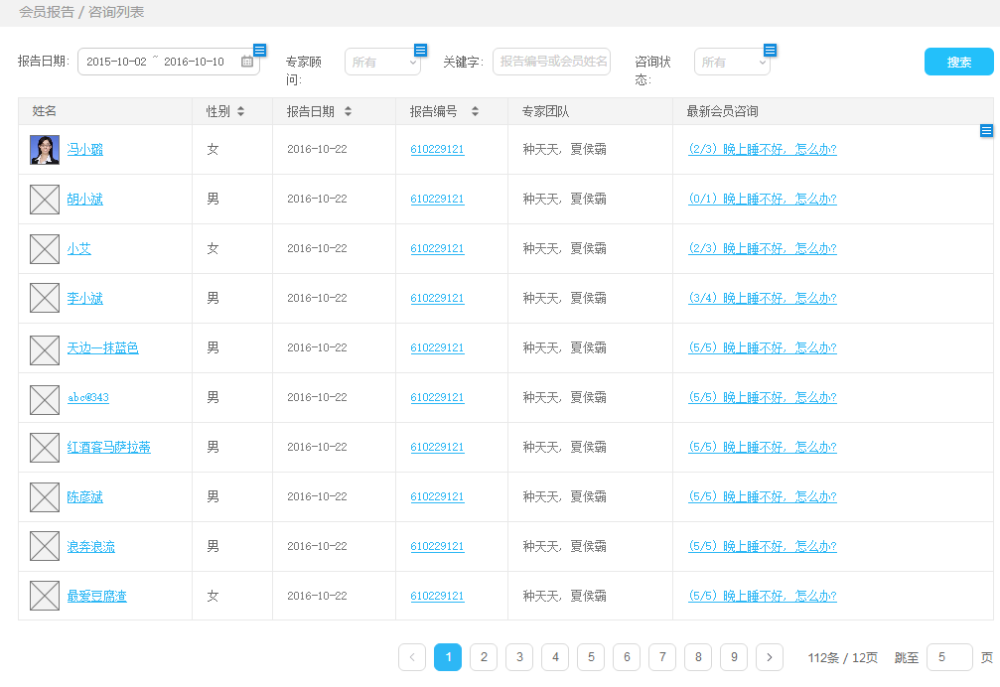 会员报告 / 咨询列表
报告日期: 2015-10-02 ~ 2016-10-10 专家顾问: 所有 关键字: 报告编号或会员姓名 咨询状态: 所有 搜索
姓名 性别 报告日期 报告编号 专家团队 最新会员咨询
冯小璐 女 2016-10-22 610229121 种天天, 夏侯霸 (2/3) 晚上睡不好, 怎么办?
胡小斌 男 2016-10-22 610229121 种天天, 夏侯霸 (0/1) 晚上睡不好, 怎么办?
小艾 女 2016-10-22 610229121 种天天, 夏侯霸 (2/3) 晚上睡不好, 怎么办?
李小斌 男 2016-10-22 610229121 种天天, 夏侯霸 (3/4) 晚上睡不好, 怎么办?
天边一抹蓝色 男 2016-10-22 610229121 种天天, 夏侯霸 (5/5) 晚上睡不好, 怎么办?
abc@343 男 2016-10-22 610229121 种天天, 夏侯霸 (5/5) 晚上睡不好, 怎么办?
红酒窖马萨拉蒂 男 2016-10-22 610229121 种天天, 夏侯霸 (5/5) 晚上睡不好, 怎么办?
陈彦斌 男 2016-10-22 610229121 种天天, 夏侯霸 (5/5) 晚上睡不好, 怎么办?
浪奔浪流 男 2016-10-22 610229121 种天天, 夏侯霸 (5/5) 晚上睡不好, 怎么办?
最爱豆腐渣 女 2016-10-22 610229121 种天天, 夏侯霸 (5/5) 晚上睡不好, 怎么办?
< 1 2 3 4 5 6 7 8 9 > 112条 / 12页 跳至 5 页